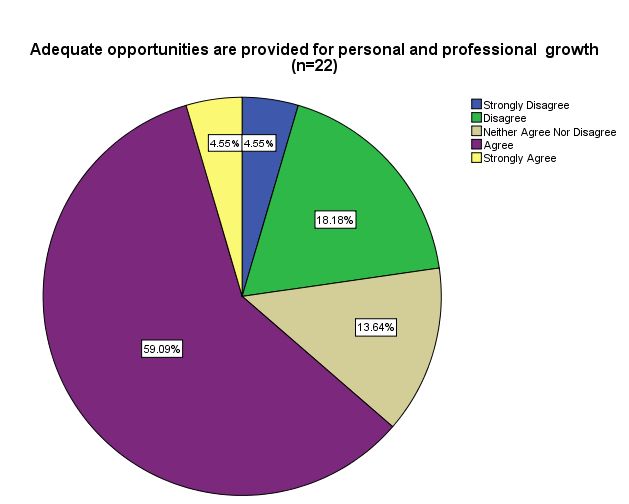 Adequate opportunities are provided for personal and professional growth
(n=22)
Strongly Disagree
Disagree
Neither Agree Nor Disagree
Agree
Strongly Agree
4.55% 4.55%
18.18%
13.64%
59.09%